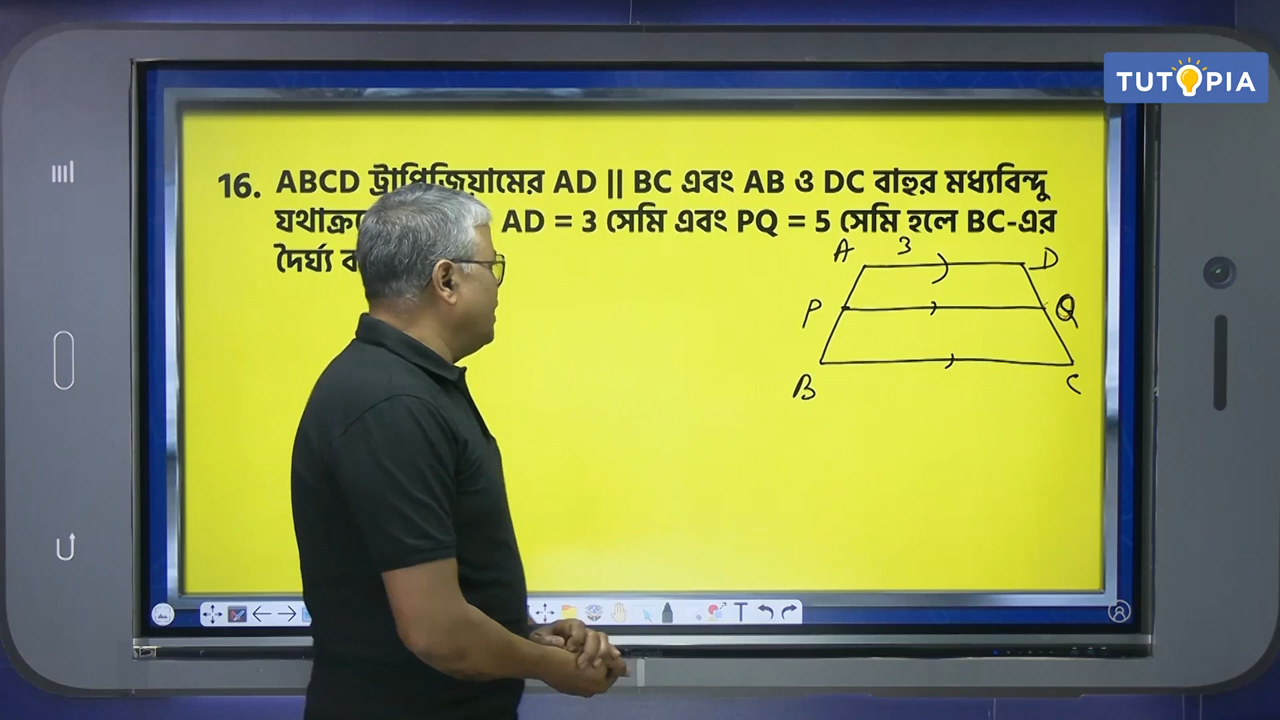 TUTOPIA
16. ABCD ট্রাপিজিয়ামের AD || BC এবং AB ও DC বাহুর মধ্যবিন্দু
AD = 3 সেমি এবং PQ = 5 সেমি হলে BC-এর
দৈর্ঘ্য
A 3 D
P Q
B C